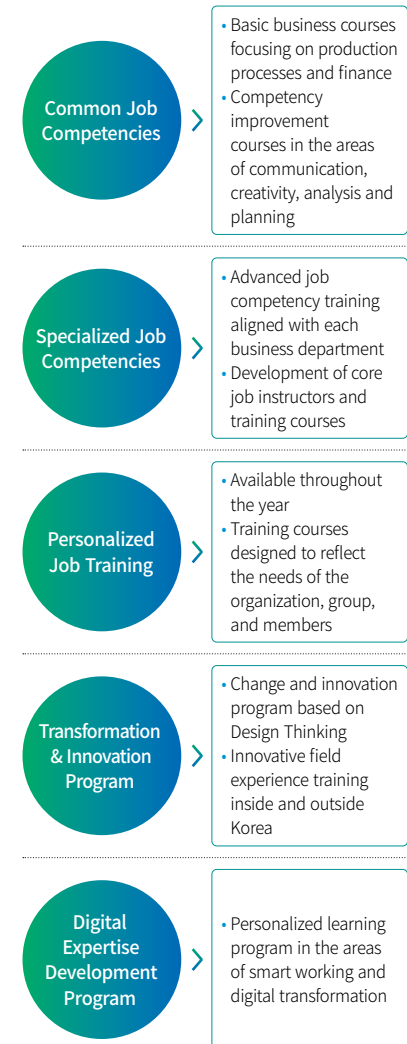 Common Job
Competencies
• Basic business courses
focusing on production
processes and finance
• Competency
improvement
courses in the areas
of communication,
creativity, analysis and
planning
Specialized Job
Competencies
• Advanced job
competency training
aligned with each
business department
• Development of core
job instructors and
training courses
Personalized
Job Training
• Available throughout
the year
• Training courses
designed to reflect
the needs of the
organization, group,
and members
Transformation
& Innovation
Program
• Change and innovation
program based on
Design Thinking
• Innovative field
experience training
inside and outside
Korea
Digital
Expertise
Development
Program
• Personalized learning
program in the areas
of smart working and
digital transformation